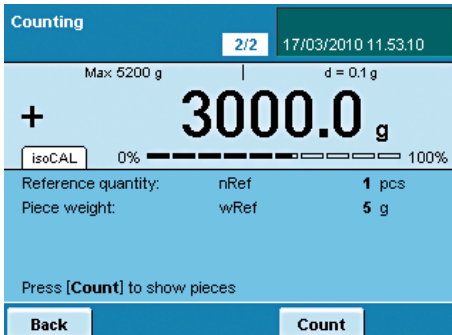 Counting
2/2 17/03/2010 11.53.10
Max 5200 g d = 0.1 g
+ 3000.0 g
isoCAL 0% 100%
Reference quantity: nRef 1 pcs
Piece weight: wRef 5 g
Press [Count] to show pieces
Back Count